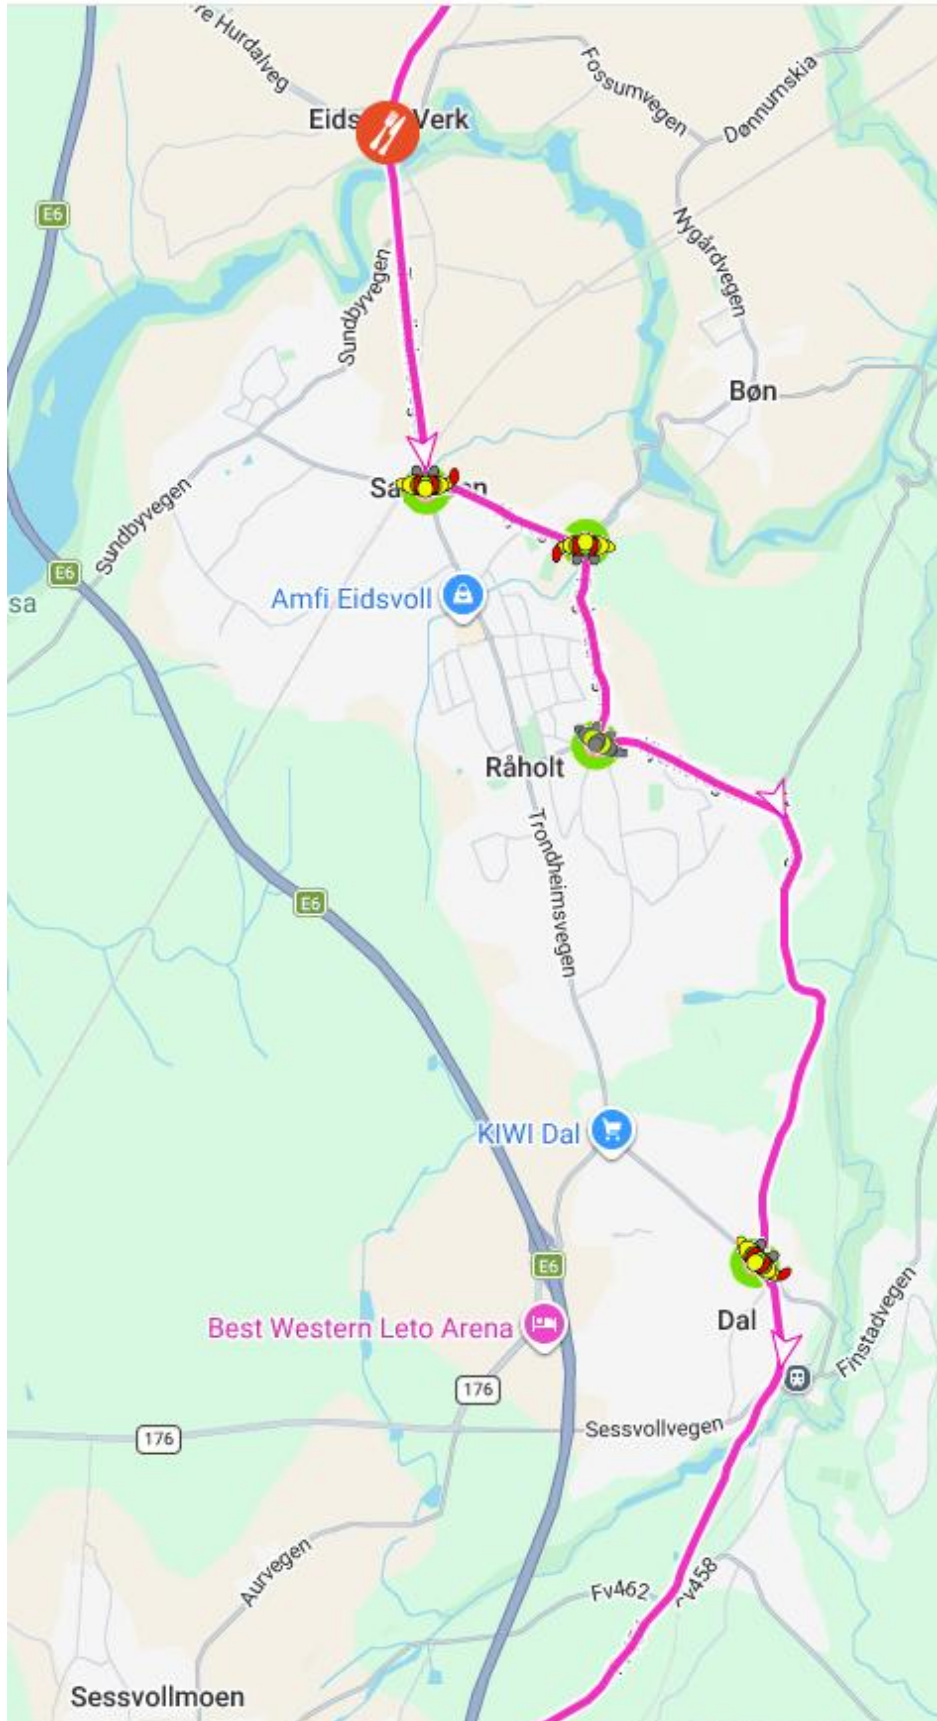 re Hurdalveg
Fossumvegen
Dønnumskia
Eids Verk
E6
Nygårdvegen
Sundbyvegen
Bøn
Sundbyvegen
E6
sa
Amfi Eidsvoll
Råholt
Trondheimsvegen
E6
KIWI Dal
E6
Dal
Best Western Leto Arena
Finstadvegen
176
Sessvollvegen
176
Aurvegen
Fv462
Fv458
Sessvollmoen